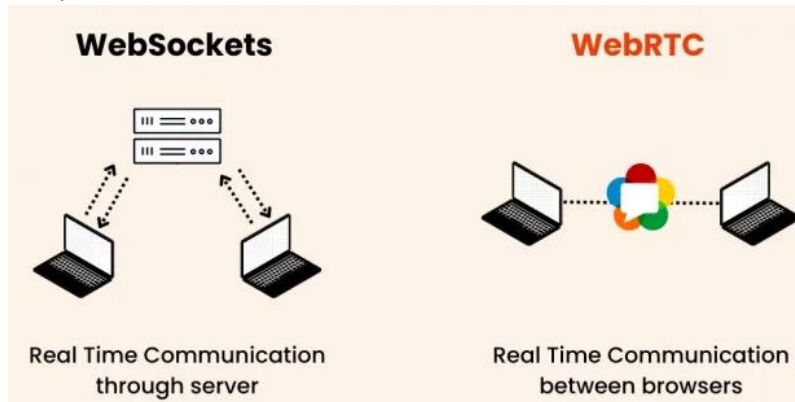 WebSockets
WebRTC
Real Time Communication
through server
Real Time Communication
between browsers